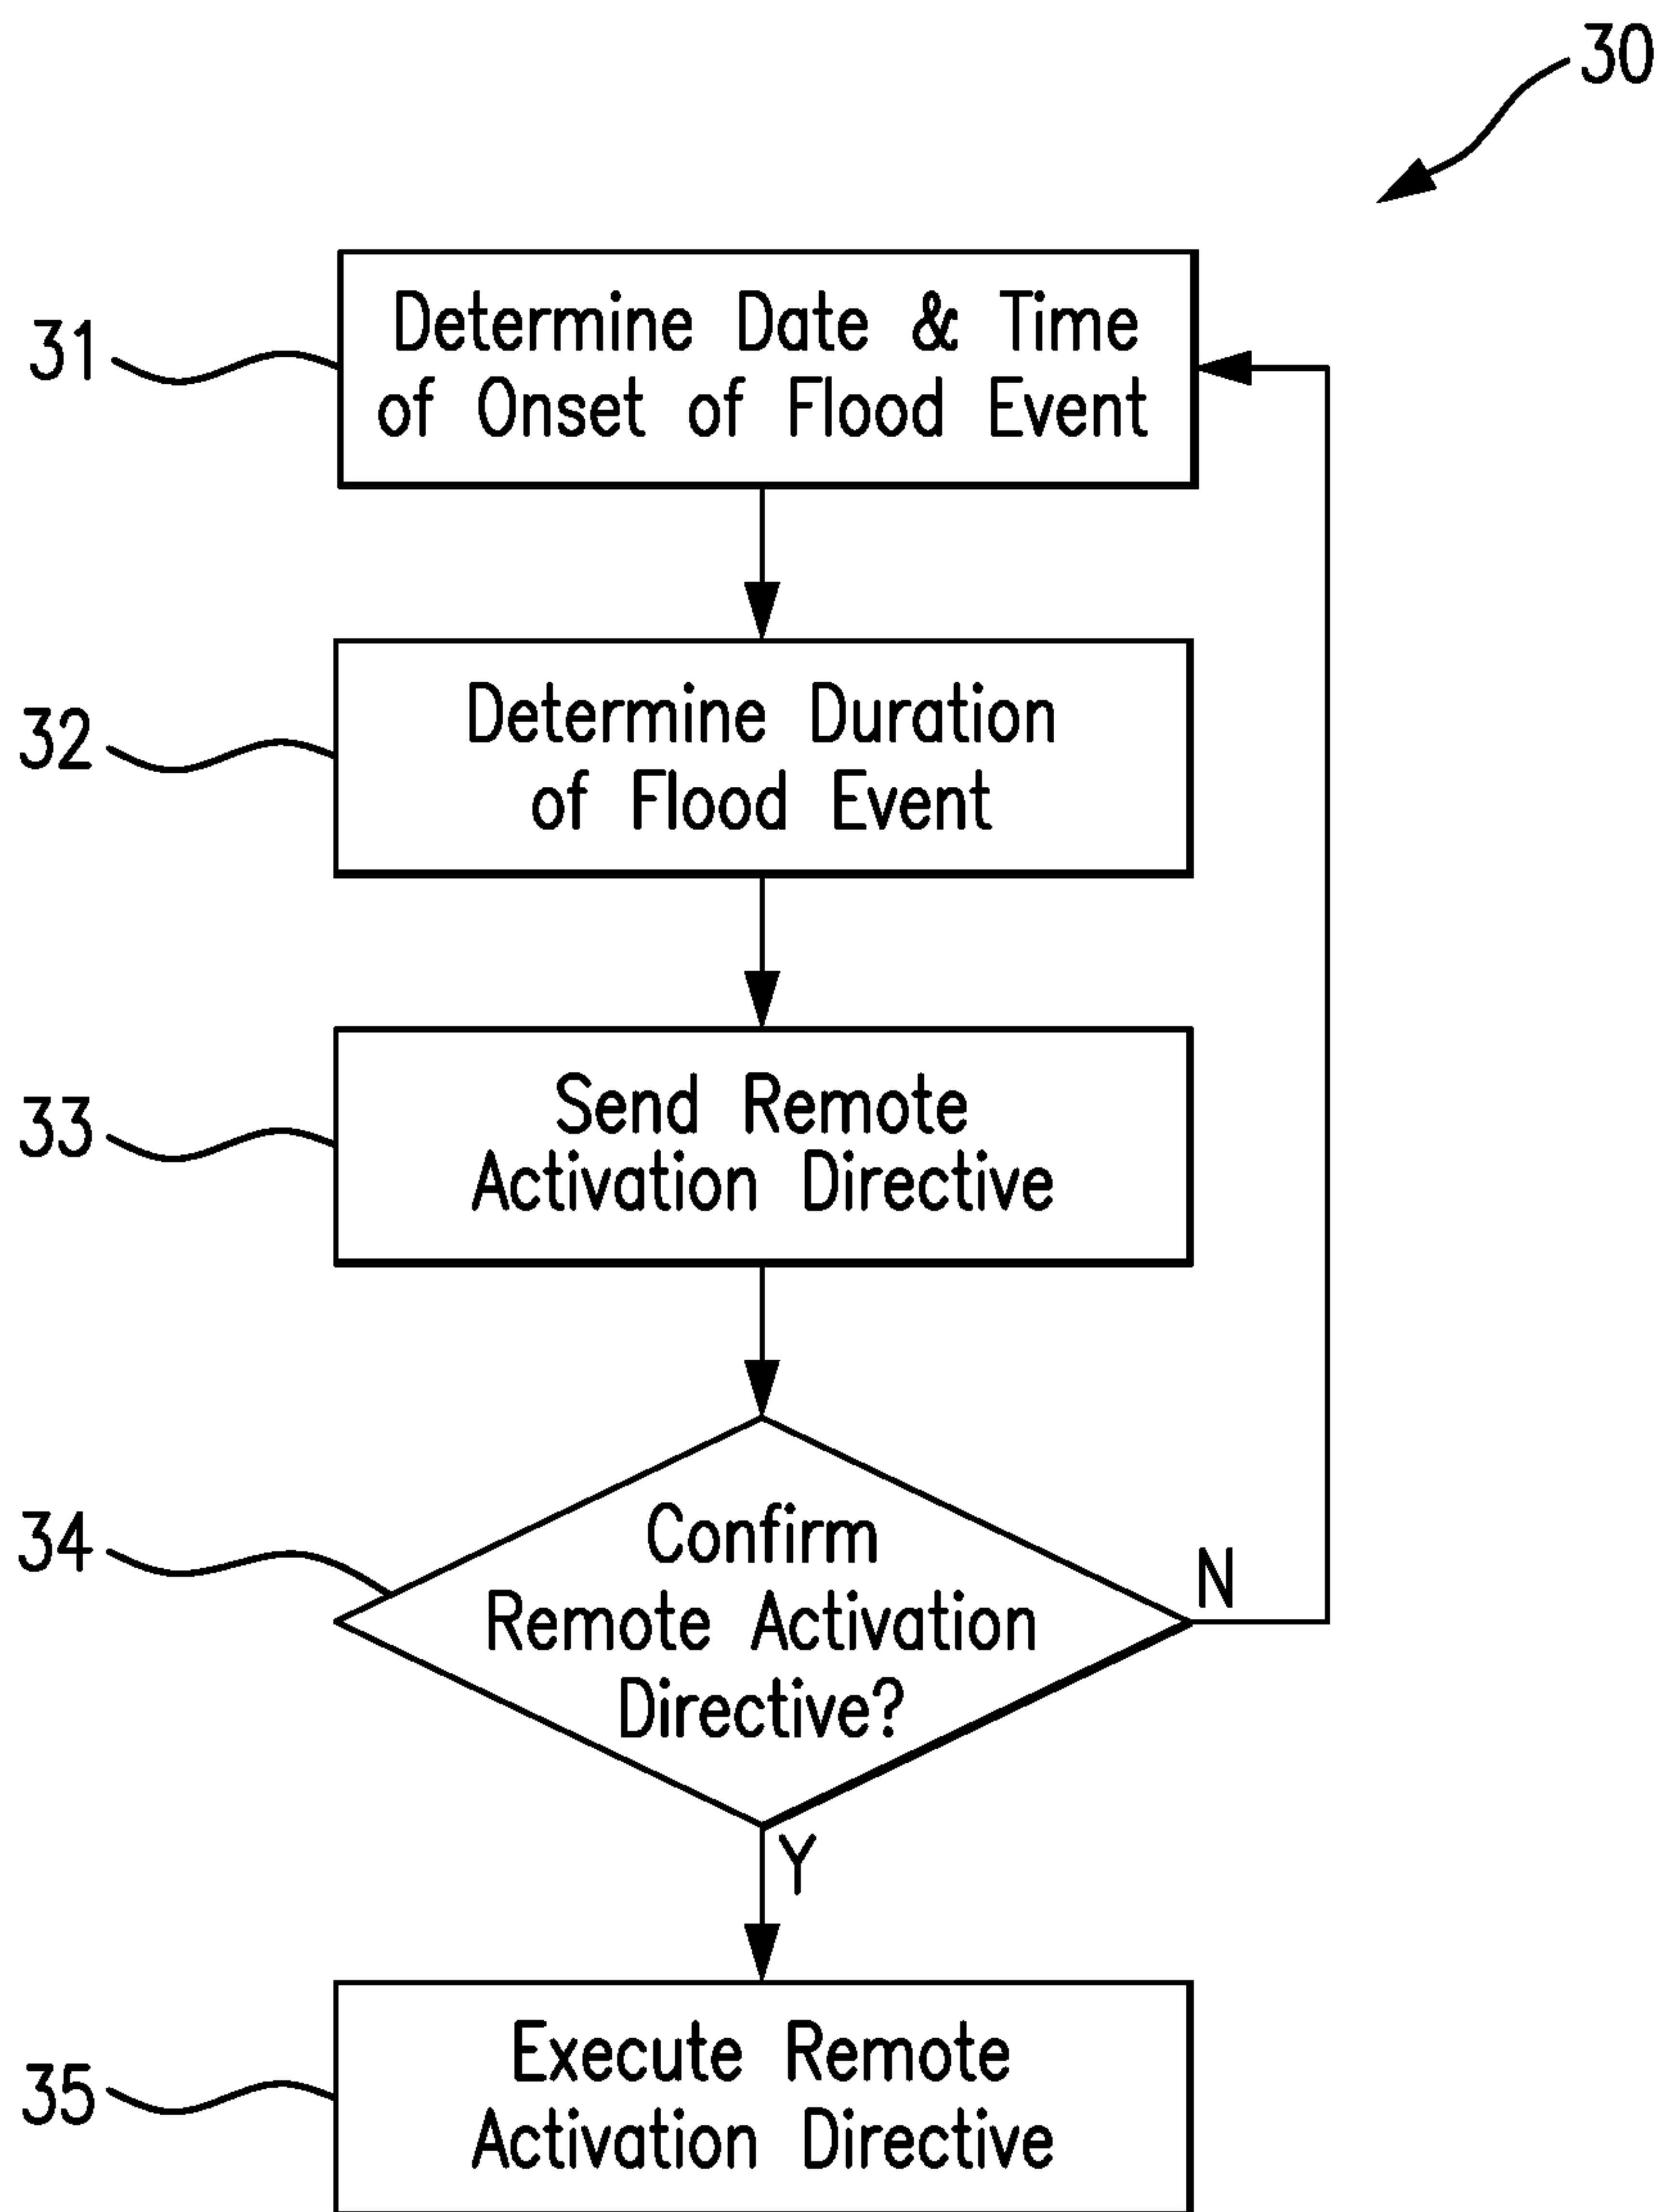 30
31
Determine Date & Time
of Onset of Flood Event
32
Determine Duration
of Flood Event
33
Send Remote
Activation Directive
34
Confirm
Remote Activation
Directive?
N
Y
35
Execute Remote
Activation Directive